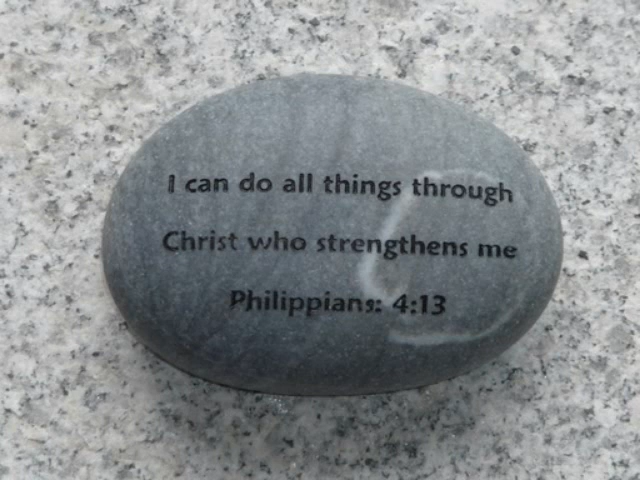 I can do all things through
Christ who strengthens me
Philippians: 4:13